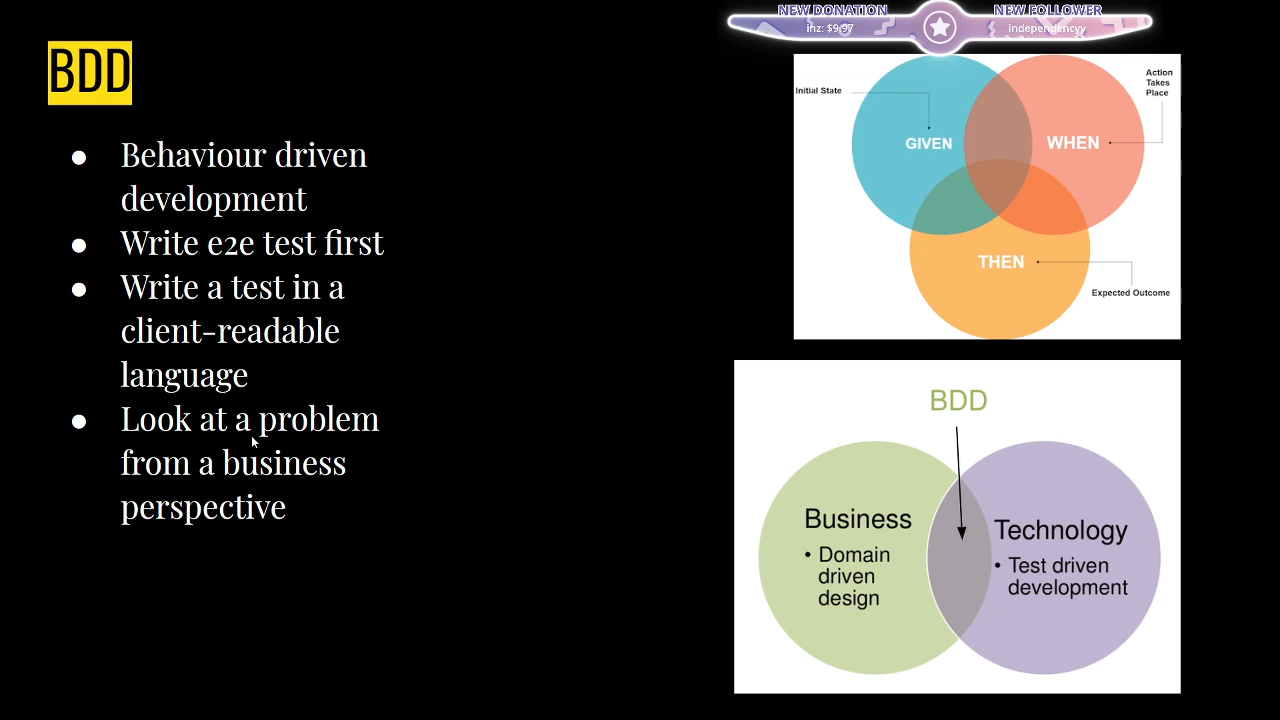 NEW DONATION
inz: $9.97
NEW FOLLOWER
independencyy
BDD
● Behaviour driven
development
● Write e2e test first
● Write a test in a
client-readable
language
● Look at a problem
from a business
perspective
Initial State
GIVEN
WHEN
Action
Takes
Place
THEN
Expected Outcome
BDD
Business
• Domain
driven
design
Technology
• Test driven
development